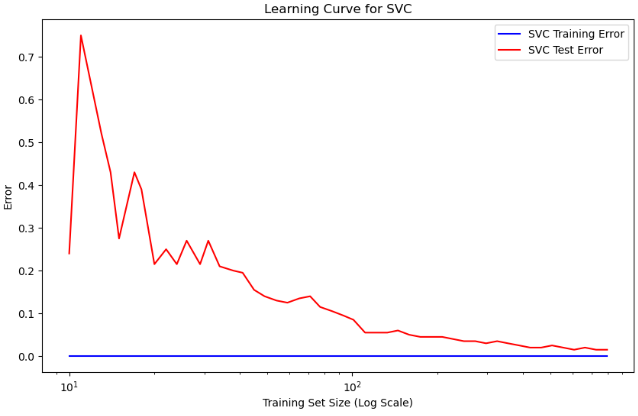 Learning Curve for SVC
SVC Training Error
SVC Test Error
0.7
0.6
0.5
0.4
0.3
0.2
0.1
0.0
Error
10¹
10²
Training Set Size (Log Scale)